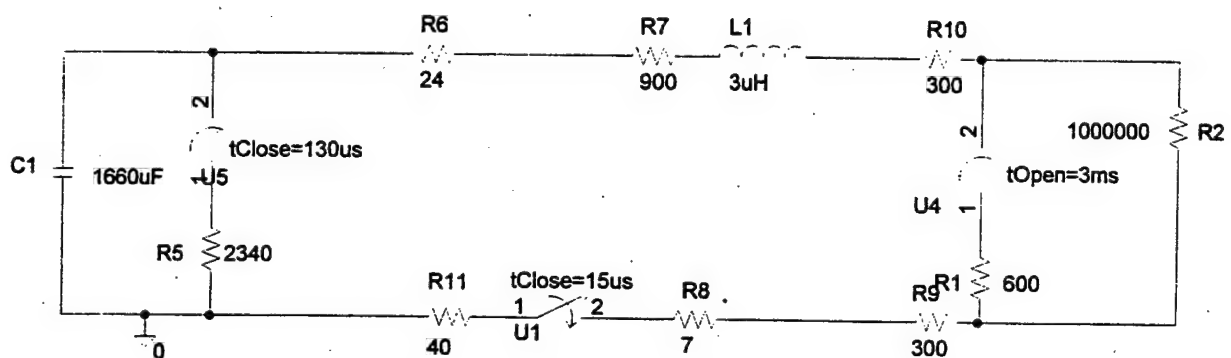 R6
R7
L1
R10
24
900
3uH
300
2
tClose=130us
C1
1660uF
1
U5
2
1000000
R2
tOpen=3ms
U4
1
R5
2340
R11
tClose=15us
R8
R9
R1
600
1
2
U1
0
40
7
300